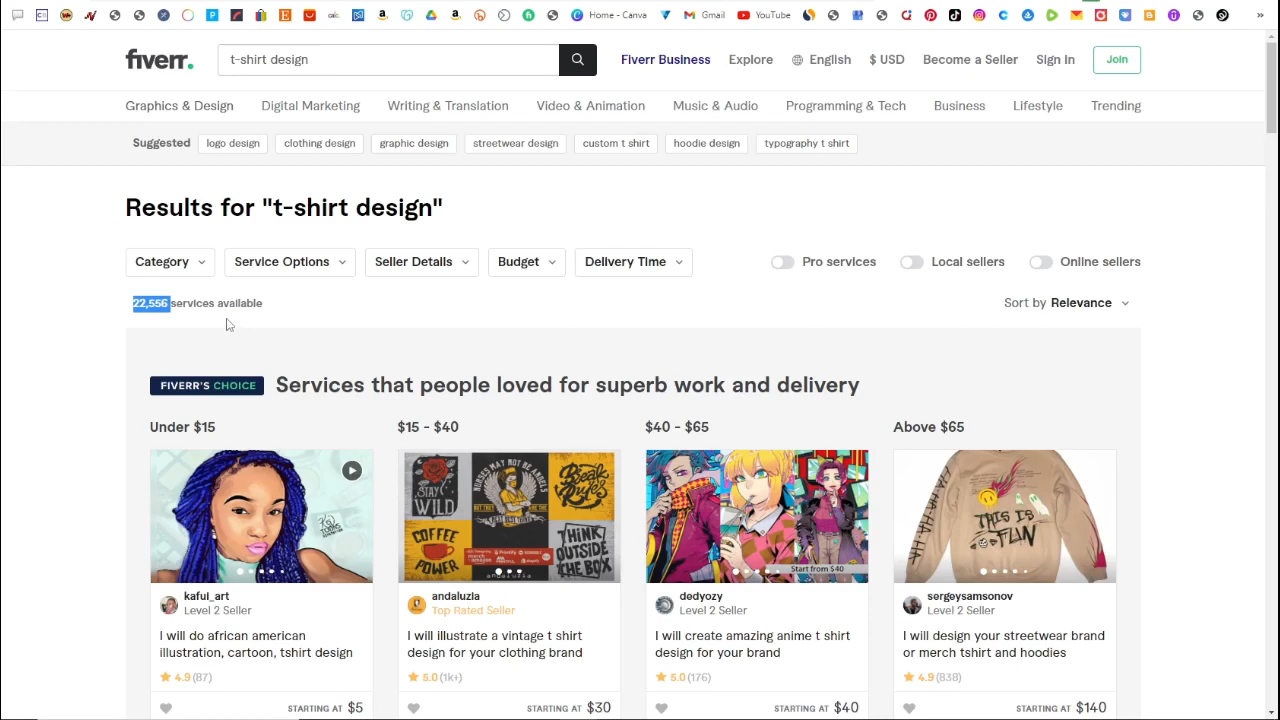 Home - Canva
Gmail
YouTube
»
fiverr.
t-shirt design
Fiverr Business
Explore
English
$ USD
Become a Seller
Sign In
Join
Graphics & Design
Digital Marketing
Writing & Translation
Video & Animation
Music & Audio
Programming & Tech
Business
Lifestyle
Trending
Suggested
logo design
clothing design
graphic design
streetwear design
custom t shirt
hoodie design
typography t shirt
Results for "t-shirt design"
Category
Service Options
Seller Details
Budget
Delivery Time
Pro services
Local sellers
Online sellers
22,556 services available
Sort by Relevance
FIVERR'S CHOICE
Services that people loved for superb work and delivery
Under $15
$15 - $40
$40 - $65
Above $65
STAY
WILD
NURSES MAY NOT BE ANGELS
Break
Rules
COFFEE
POWER
THINK
OUTSIDE
THE BOX
andaluzia
Start from $40
THIS IS
FUN
kaful_art
Level 2 Seller
I will do african american
illustration, cartoon, tshirt design
4.9 (87)
STARTING AT $5
andaluzia
Top Rated Seller
I will illustrate a vintage t shirt
design for your clothing brand
5.0 (1k+)
STARTING AT $30
dedyozy
Level 2 Seller
I will create amazing anime t shirt
design for your brand
5.0 (176)
STARTING AT $40
sergeysamsonov
Level 2 Seller
I will design your streetwear brand
or merch tshirt and hoodies
4.9 (838)
STARTING AT $140